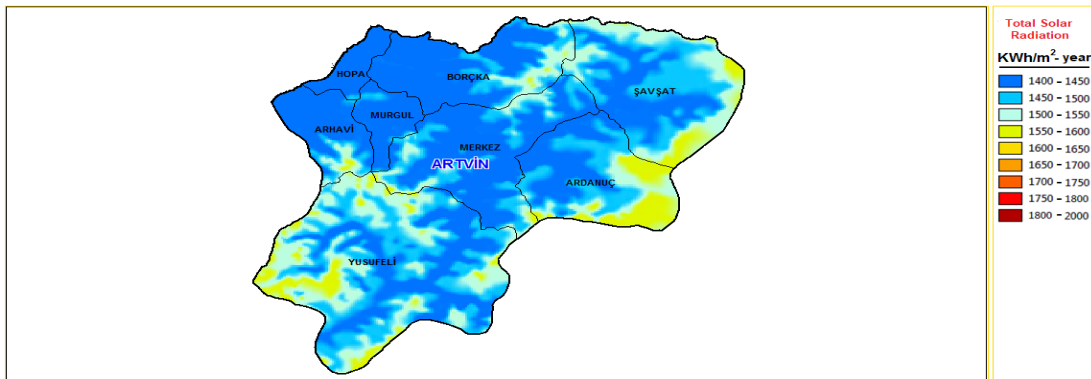 HOPA
BORÇKA
ŞAVŞAT
MURGUL
ARHAVİ
MERKEZ
ARTVİN
ARDANUÇ
YUSUFELİ
Total Solar
Radiation
KWh/m²- year
1400 - 1450
1450 - 1500
1500 - 1550
1550 - 1600
1600 - 1650
1650 - 1700
1700 - 1750
1750 - 1800
1800 - 2000